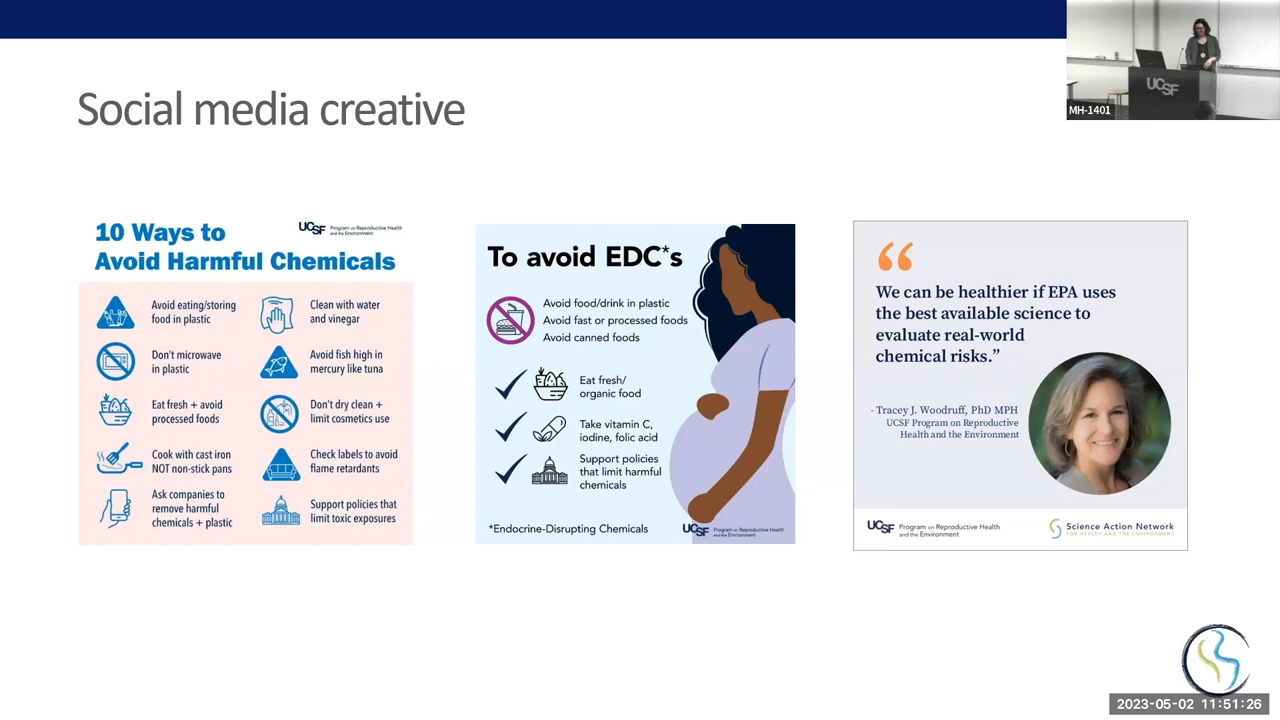 Social media creative
UCSF
MH-1401
10 Ways to
Avoid Harmful Chemicals
UCSF Program on Reproductive Health
and the Environment
Avoid eating/storing
food in plastic
Don't microwave
in plastic
Eat fresh + avoid
processed foods
Cook with cast iron
NOT non-stick pans
Ask companies to
remove harmful
chemicals + plastic
Clean with water
and vinegar
Avoid fish high in
mercury like tuna
Don't dry clean +
limit cosmetics use
Check labels to avoid
flame retardants
Support policies that
limit toxic exposures
To avoid EDC*s
Avoid food/drink in plastic
Avoid fast or processed foods
Avoid canned foods
Eat fresh/
organic food
Take vitamin C,
iodine, folic acid
Support policies
that limit harmful
chemicals
*Endocrine-Disrupting Chemicals
UCSF Program on Reproductive Health
and the Environment
“
We can be healthier if EPA uses
the best available science to
evaluate real-world
chemical risks.”
- Tracey J. Woodruff, PhD MPH
UCSF Program on Reproductive
Health and the Environment
UCSF Program on Reproductive Health
and the Environment
Science Action Network
FOR HEALTH AND THE ENVIRONMENT
2023-05-02 11:51:26